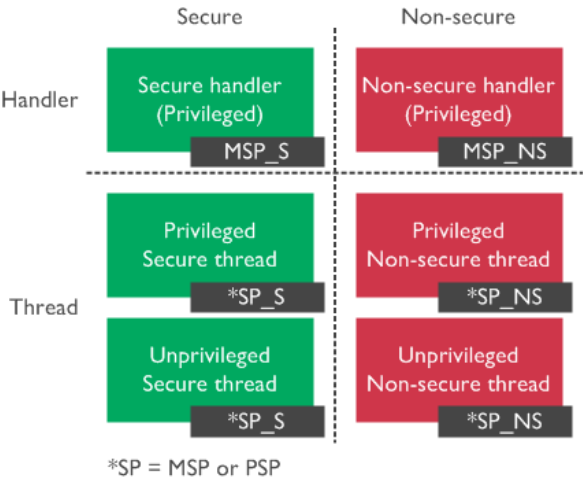 Secure
Non-secure
Handler
Secure handler
(Privileged)
MSP_S
Non-secure handler
(Privileged)
MSP_NS
Thread
Privileged
Secure thread
*SP_S
Privileged
Non-secure thread
*SP_NS
Unprivileged
Secure thread
*SP_S
Unprivileged
Non-secure thread
*SP_NS
*SP = MSP or PSP